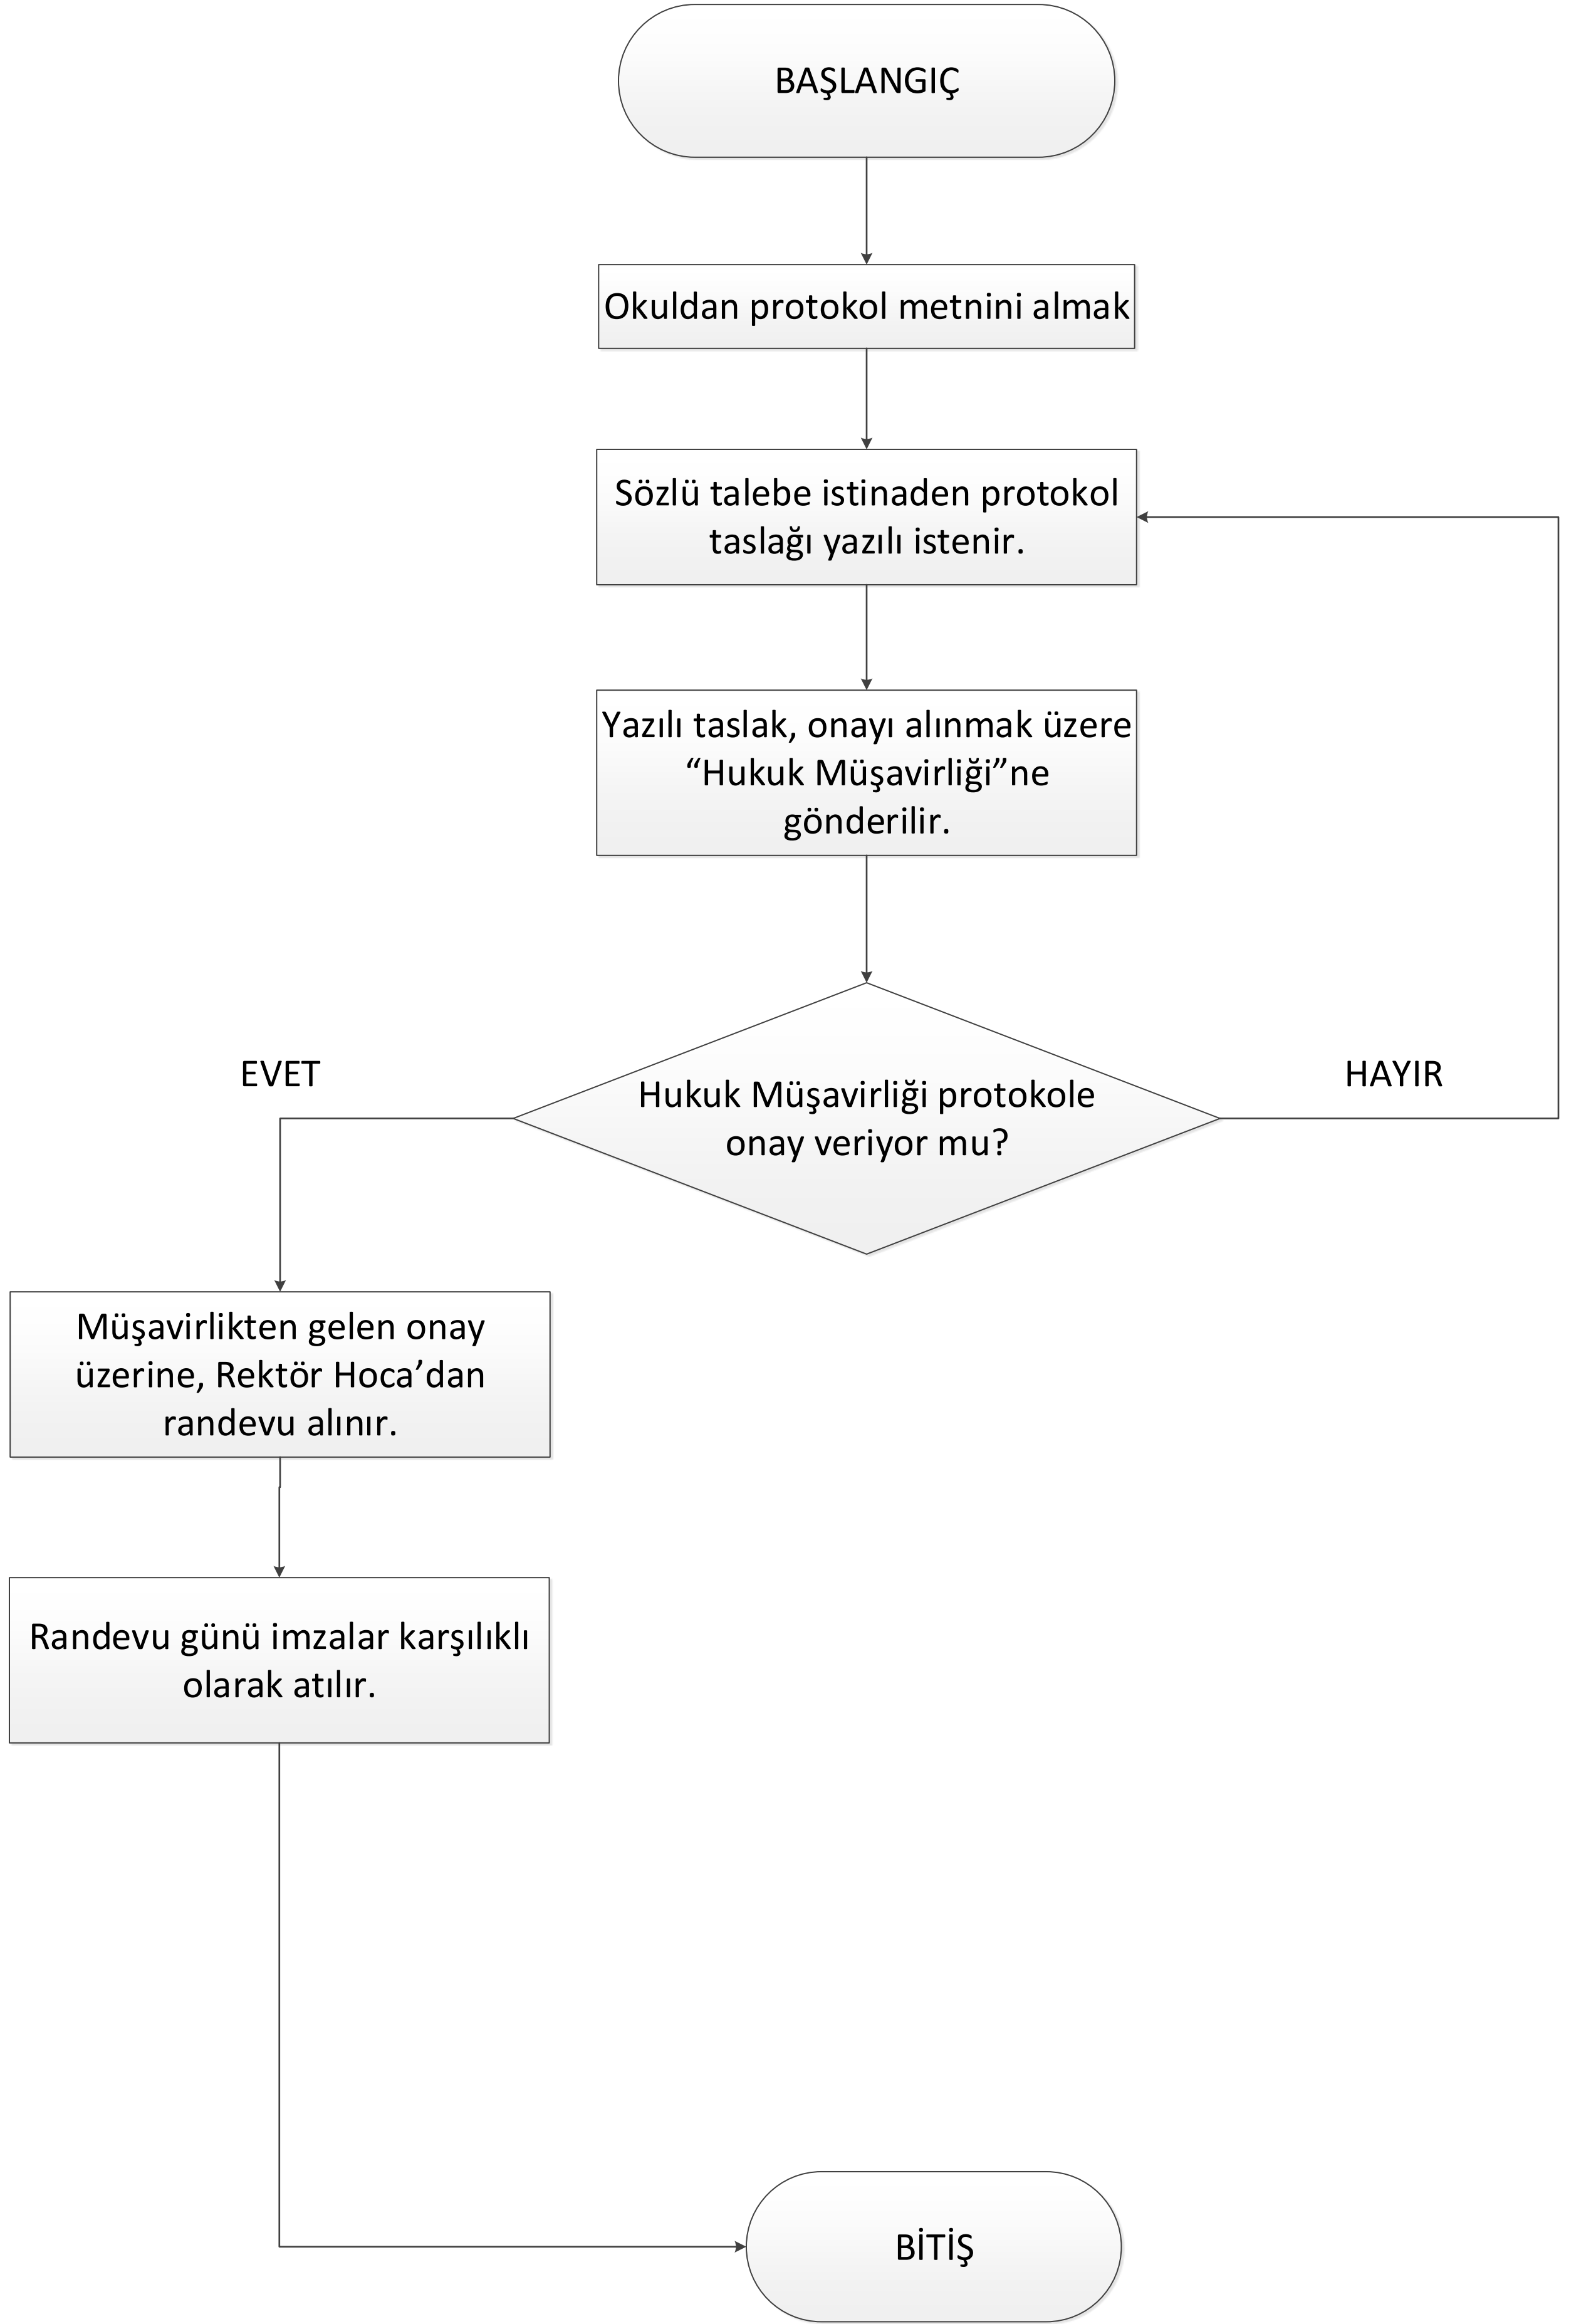 BAŞLANGIÇ
Okuldan protokol metnini almak
Sözlü talebe istinaden protokol
taslağı yazılı istenir.
Yazılı taslak, onayı alınmak üzere
“Hukuk Müşavirliği”ne
gönderilir.
EVET
HAYIR
Hukuk Müşavirliği protokole
onay veriyor mu?
Müşavirlikten gelen onay
üzerine, Rektör Hoca’dan
randevu alınır.
Randevu günü imzalar karşılıklı
olarak atılır.
BİTİŞ